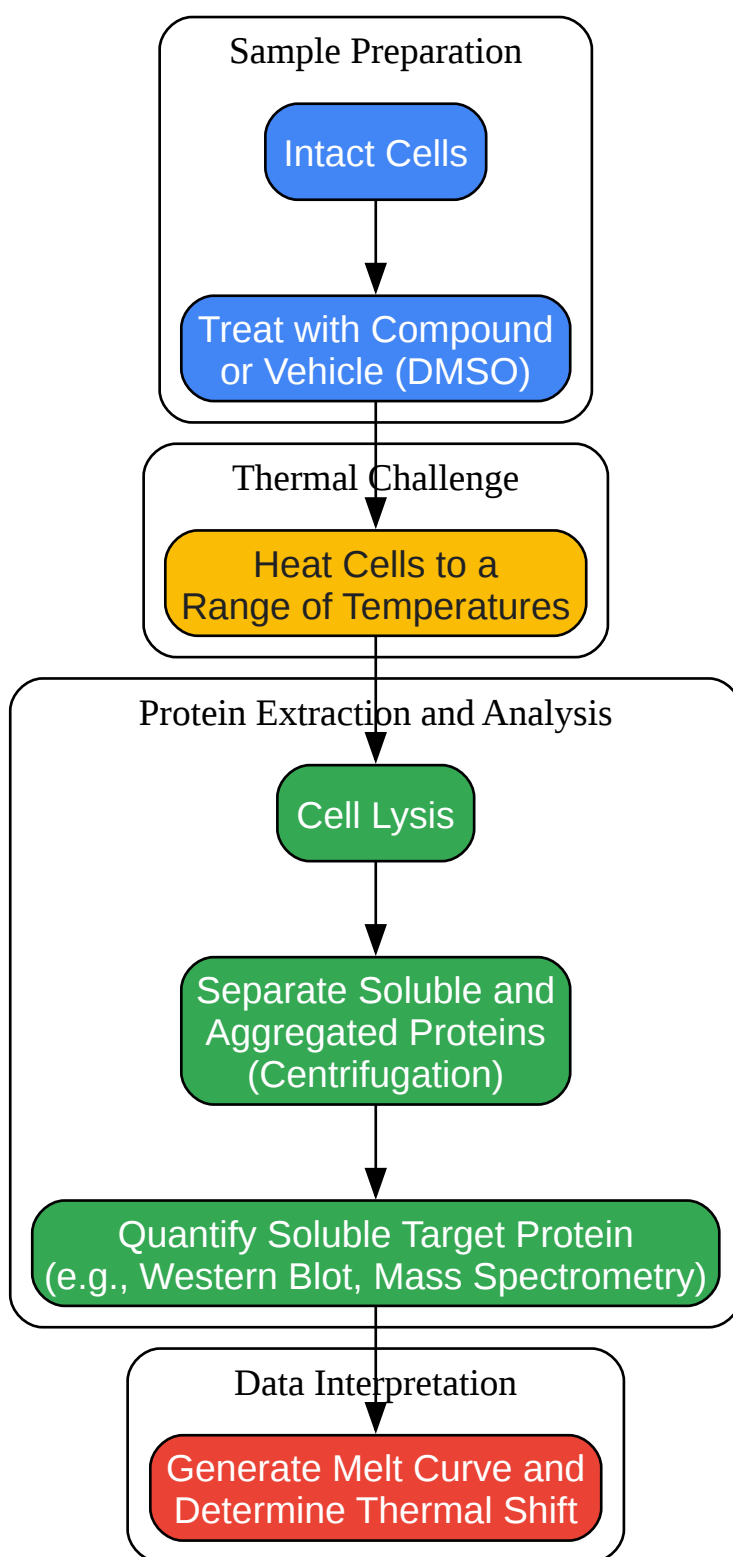 Sample Preparation
Intact Cells
Treat with Compound
or Vehicle (DMSO)
Thermal Challenge
Heat Cells to a
Range of Temperatures
Protein Extraction and Analysis
Cell Lysis
Separate Soluble and
Aggregated Proteins
(Centrifugation)
Quantify Soluble Target Protein
(e.g., Western Blot, Mass Spectrometry)
Data Interpretation
Generate Melt Curve and
Determine Thermal Shift